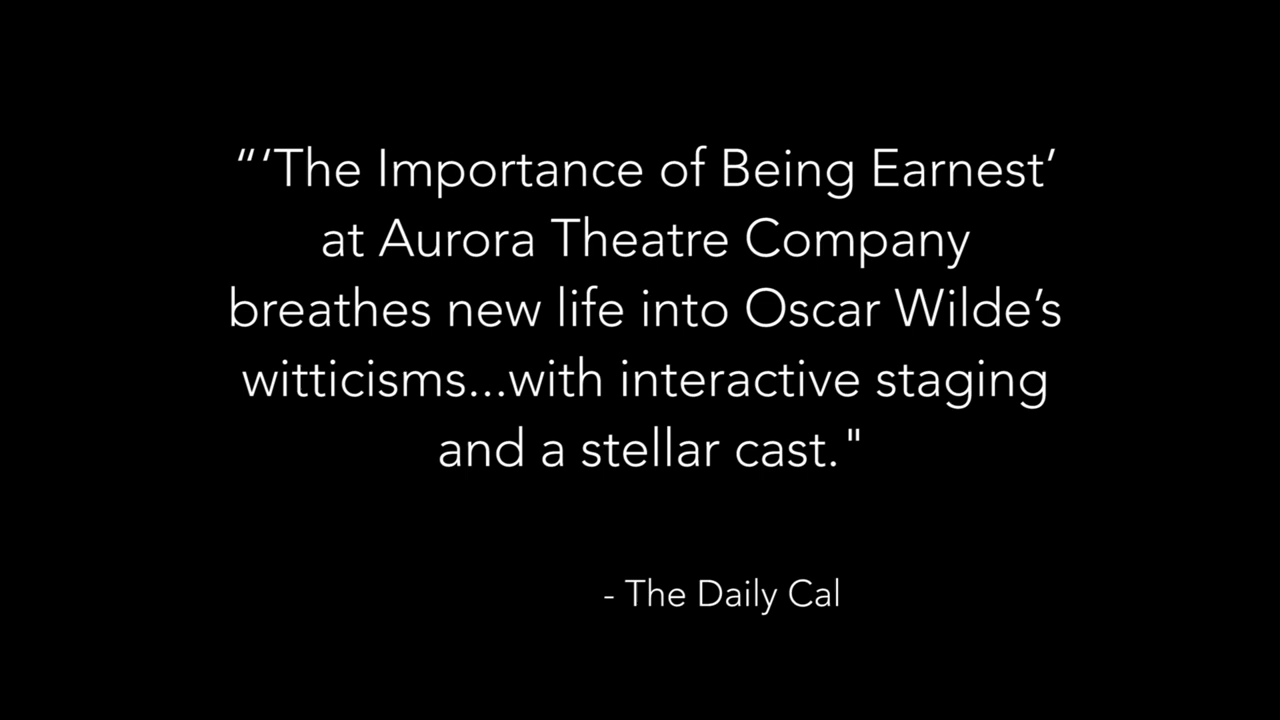 “‘The Importance of Being Earnest’
at Aurora Theatre Company
breathes new life into Oscar Wilde’s
witticisms...with interactive staging
and a stellar cast."
- The Daily Cal